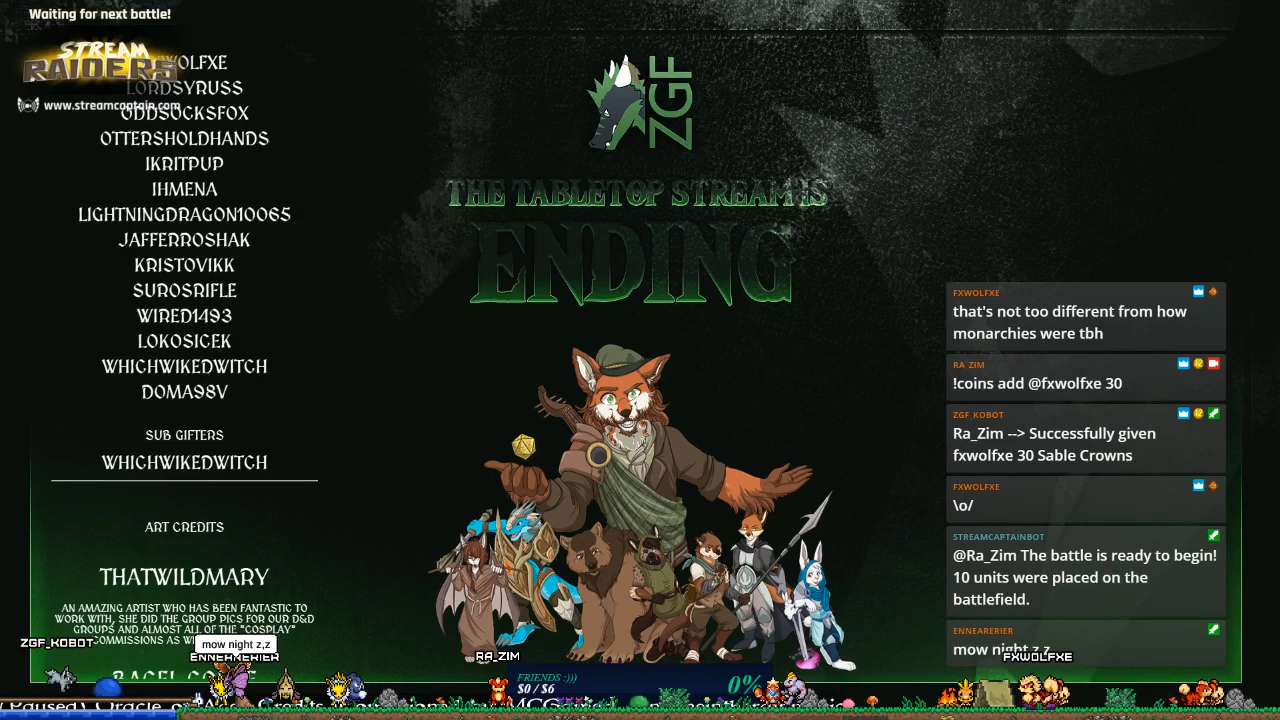 Waiting for next battle!
STREAM
RAIDERS
www.streamcaptain.com
LORDSYRUSS
ODDSOCKSFOX
OTTERSHOLDHANDS
IKRITPUP
IHMENA
LIGHTNINGDRAGON10065
JAFFERROSHAK
KRISTOVIKK
SUROSRIFLE
WIRED1493
LOKOSICEK
WHICHWIKEDWITCH
DOMA98V
SUB GIFTERS
WHICHWIKEDWITCH
ART CREDITS
THATWILDMARY
AN AMAZING ARTIST WHO HAS BEEN FANTASTIC TO
WORK WITH, SHE DID THE GROUP PICS FOR OUR D&D
GROUPS AND ALMOST ALL OF THE "COSPLAY"
ZGF_KOBOT
mow night z,z
ENNEARERIER
ZGF
THE TABLETOP STREAM IS
ENDING
RA_ZIM
FRIENDS :)))
$0 / $6
0%
FXWOLFXE
that's not too different from how
monarchies were tbh
RA ZIM
!coins add @fxwolfxe 30
ZGF KOBOT
Ra_Zim --> Successfully given
fxwolfxe 30 Sable Crowns
FXWOLFXE
\o/
STREAMCAPTAINBOT
@Ra_Zim The battle is ready to begin!
10 units were placed on the
battlefield.
ENNEARERIER
mow night z,z
FXWOLFXE